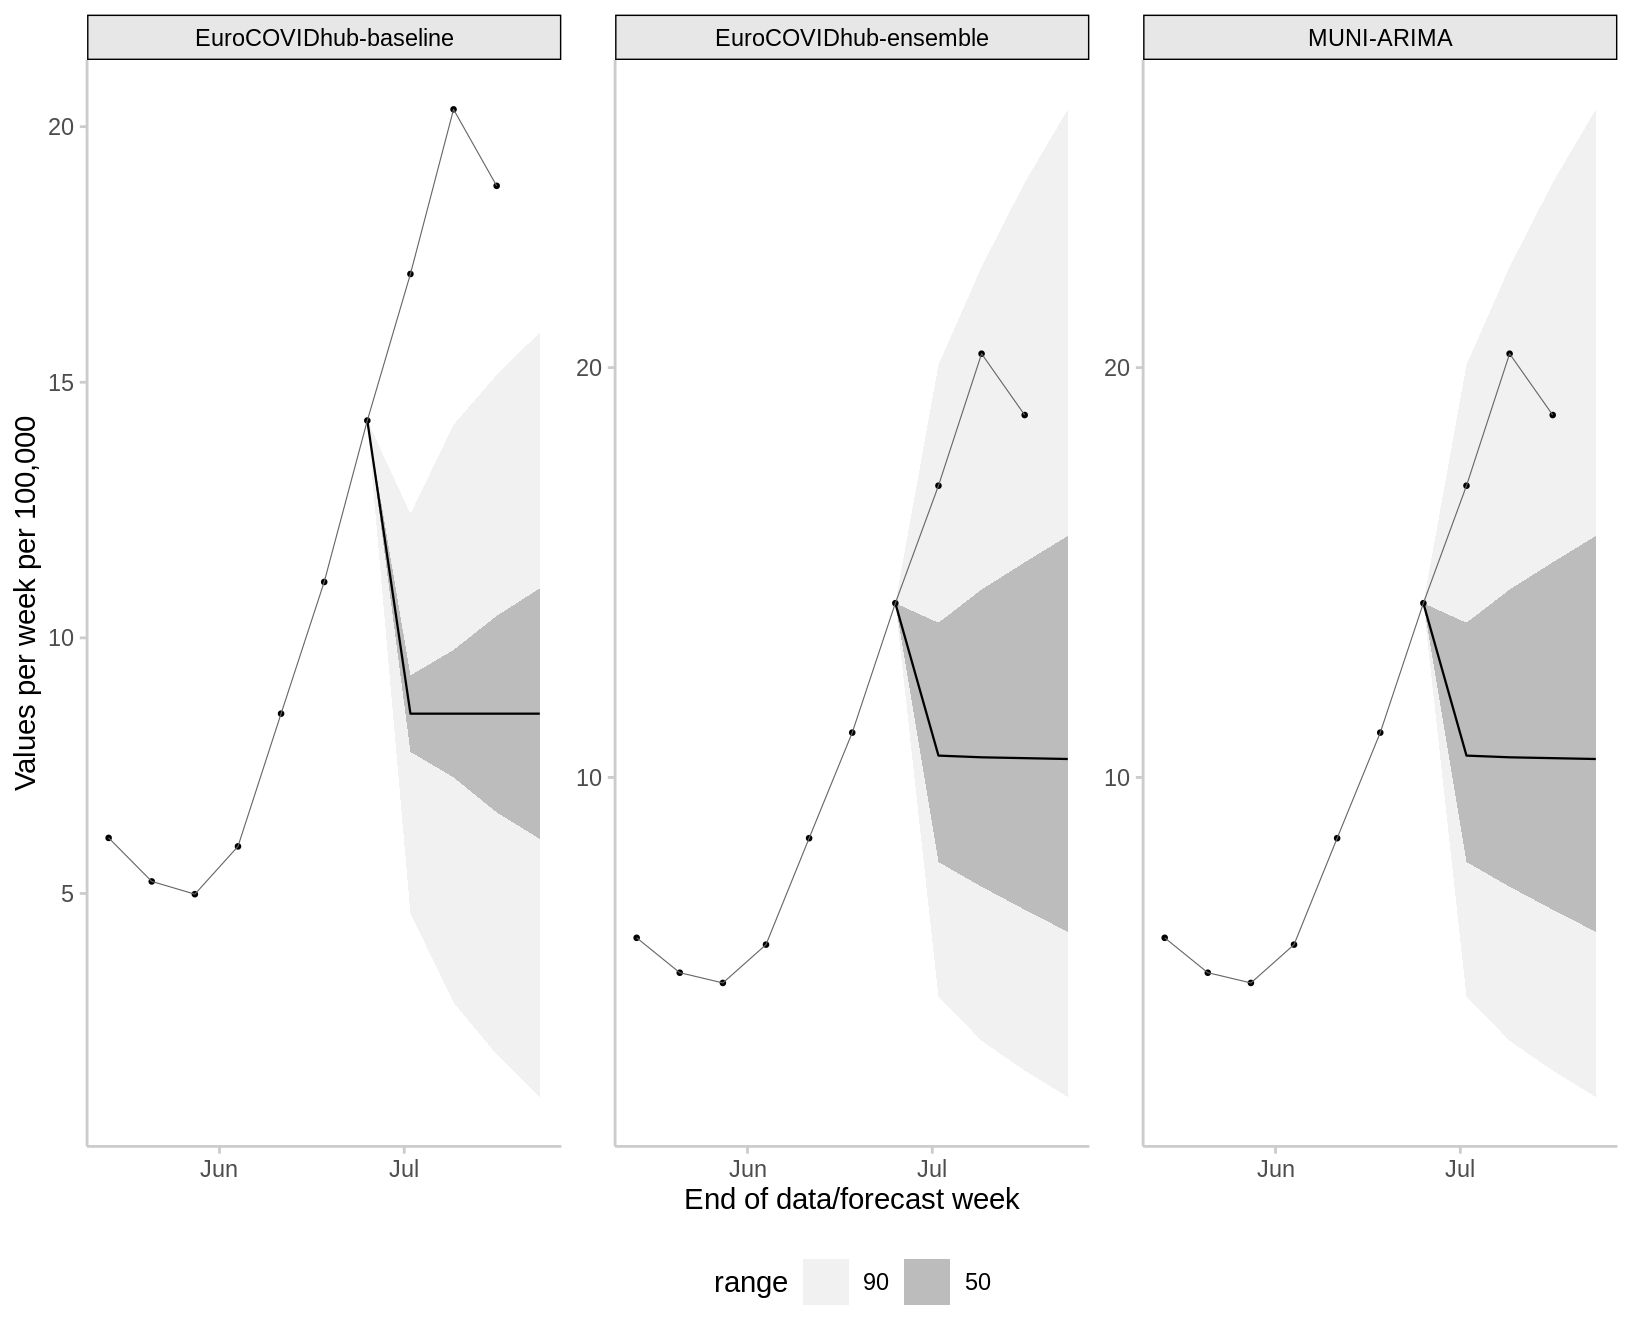 EuroCOVIDhub-baseline
EuroCOVIDhub-ensemble
MUNI-ARIMA
Values per week per 100,000
20
15
10
5
20
10
20
10
Jun
Jul
Jun
Jul
Jun
Jul
End of data/forecast week
range 90 50